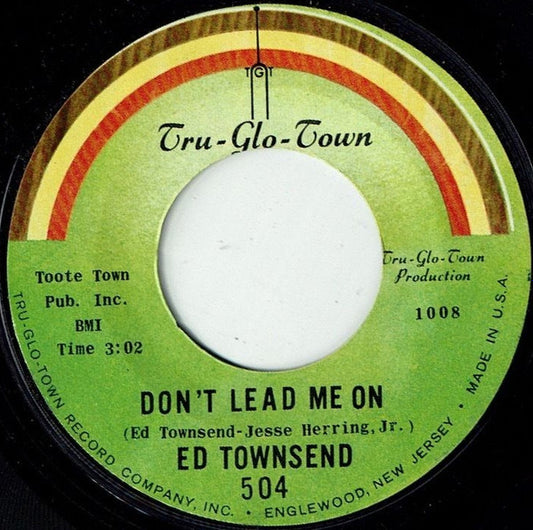 TGT
Tru-Glo-Town
Toote Town
Pub. Inc.
BMI
Time 3:02
Tru-Glo-Town
Production
1008
DON'T LEAD ME ON
(Ed Townsend-Jesse Herring, Jr.)
ED TOWNSEND
504
TRU-GLO-TOWN RECORD COMPANY, INC. • ENGLEWOOD, NEW JERSEY • MADE IN U.S.A.